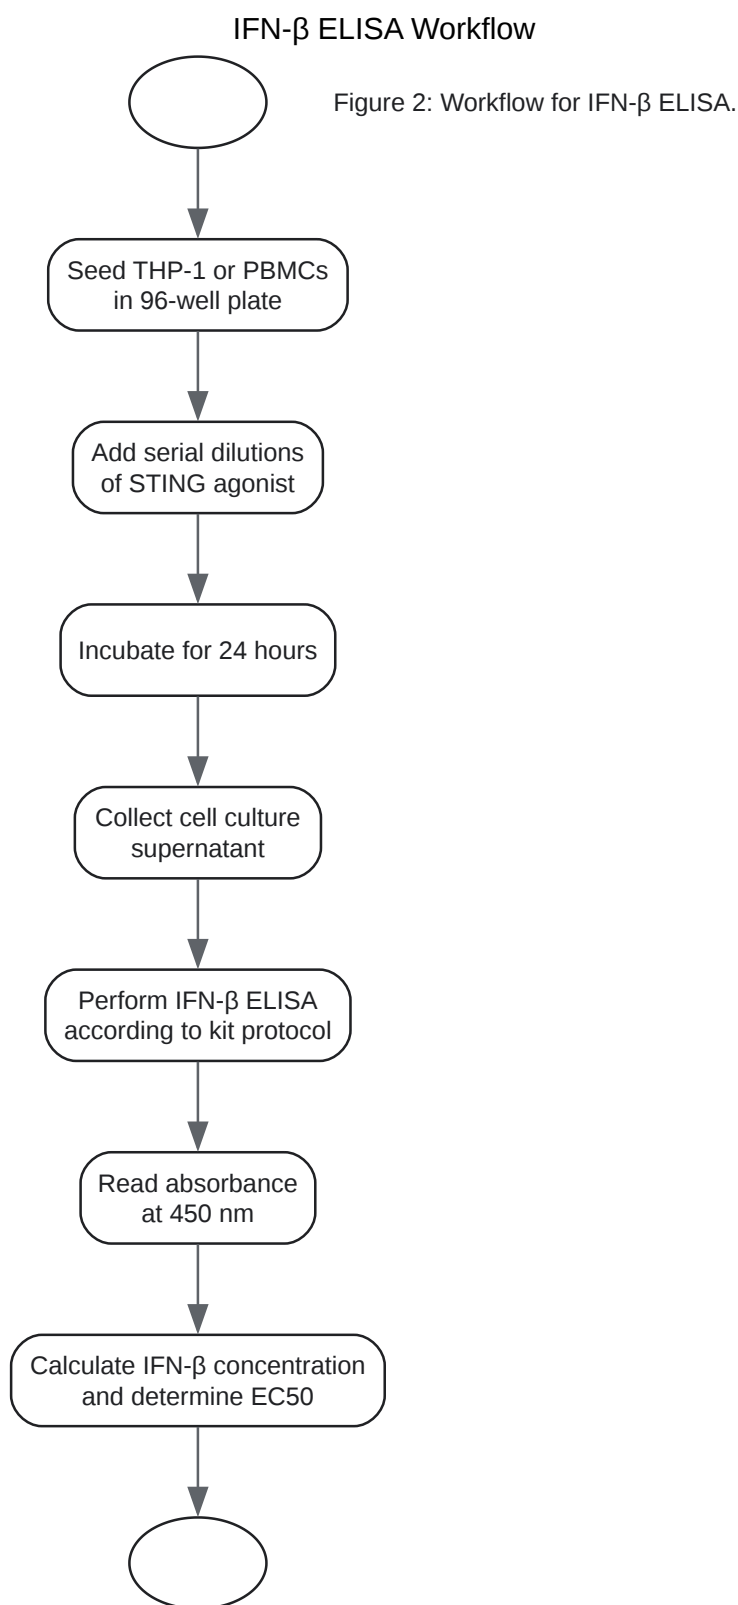 IFN-β ELISA Workflow
Figure 2: Workflow for IFN-β ELISA.
Seed THP-1 or PBMCs
in 96-well plate
Add serial dilutions
of STING agonist
Incubate for 24 hours
Collect cell culture
supernatant
Perform IFN-β ELISA
according to kit protocol
Read absorbance
at 450 nm
Calculate IFN-β concentration
and determine EC50